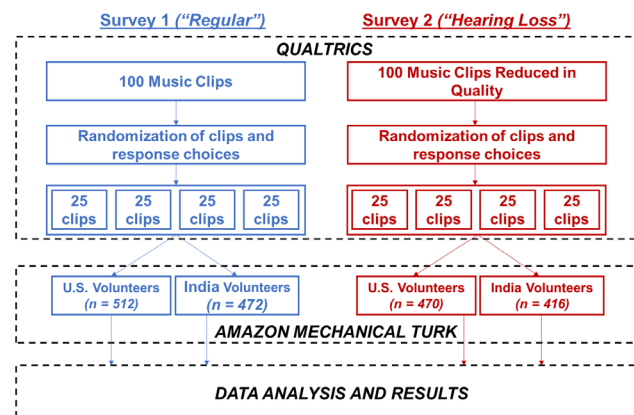 Survey 1 (“Regular”)
Survey 2 (“Hearing Loss”)
QUALTRICS
100 Music Clips
100 Music Clips Reduced in
Quality
Randomization of clips and
response choices
Randomization of clips and
response choices
25
clips
25
clips
25
clips
25
clips
25
clips
25
clips
25
clips
25
clips
U.S. Volunteers
(n = 512)
India Volunteers
(n = 472)
U.S. Volunteers
(n = 470)
India Volunteers
(n = 416)
AMAZON MECHANICAL TURK
DATA ANALYSIS AND RESULTS